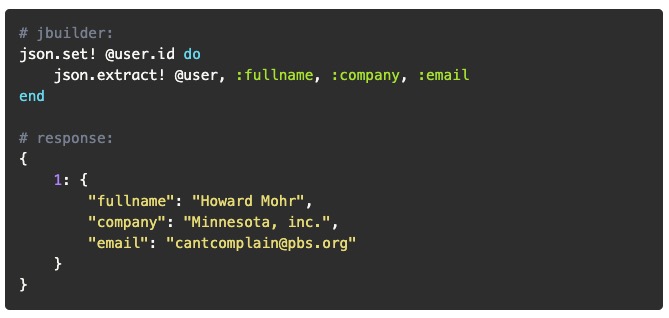 # jbuilder:
json.set! @user.id do
    json.extract! @user, :fullname, :company, :email
end

# response:
{
    1: {
        "fullname": "Howard Mohr",
        "company": "Minnesota, inc.",
        "email": "cantcomplain@pbs.org"
    }
}